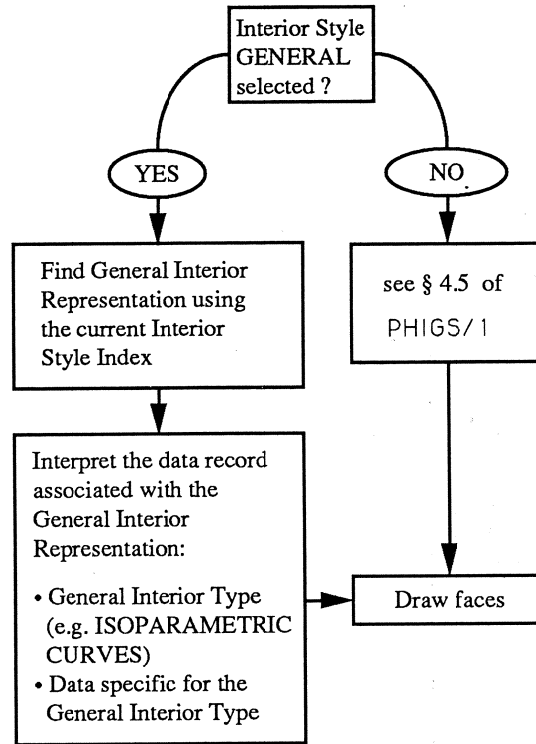 Interior Style
GENERAL
selected ?
YES
NO
Find General Interior
Representation using
the current Interior
Style Index
see § 4.5 of
PHIGS/1
Interpret the data record
associated with the
General Interior
Representation:
• General Interior Type
(e.g. ISOPARAMETRIC
CURVES)
• Data specific for the
General Interior Type
Draw faces